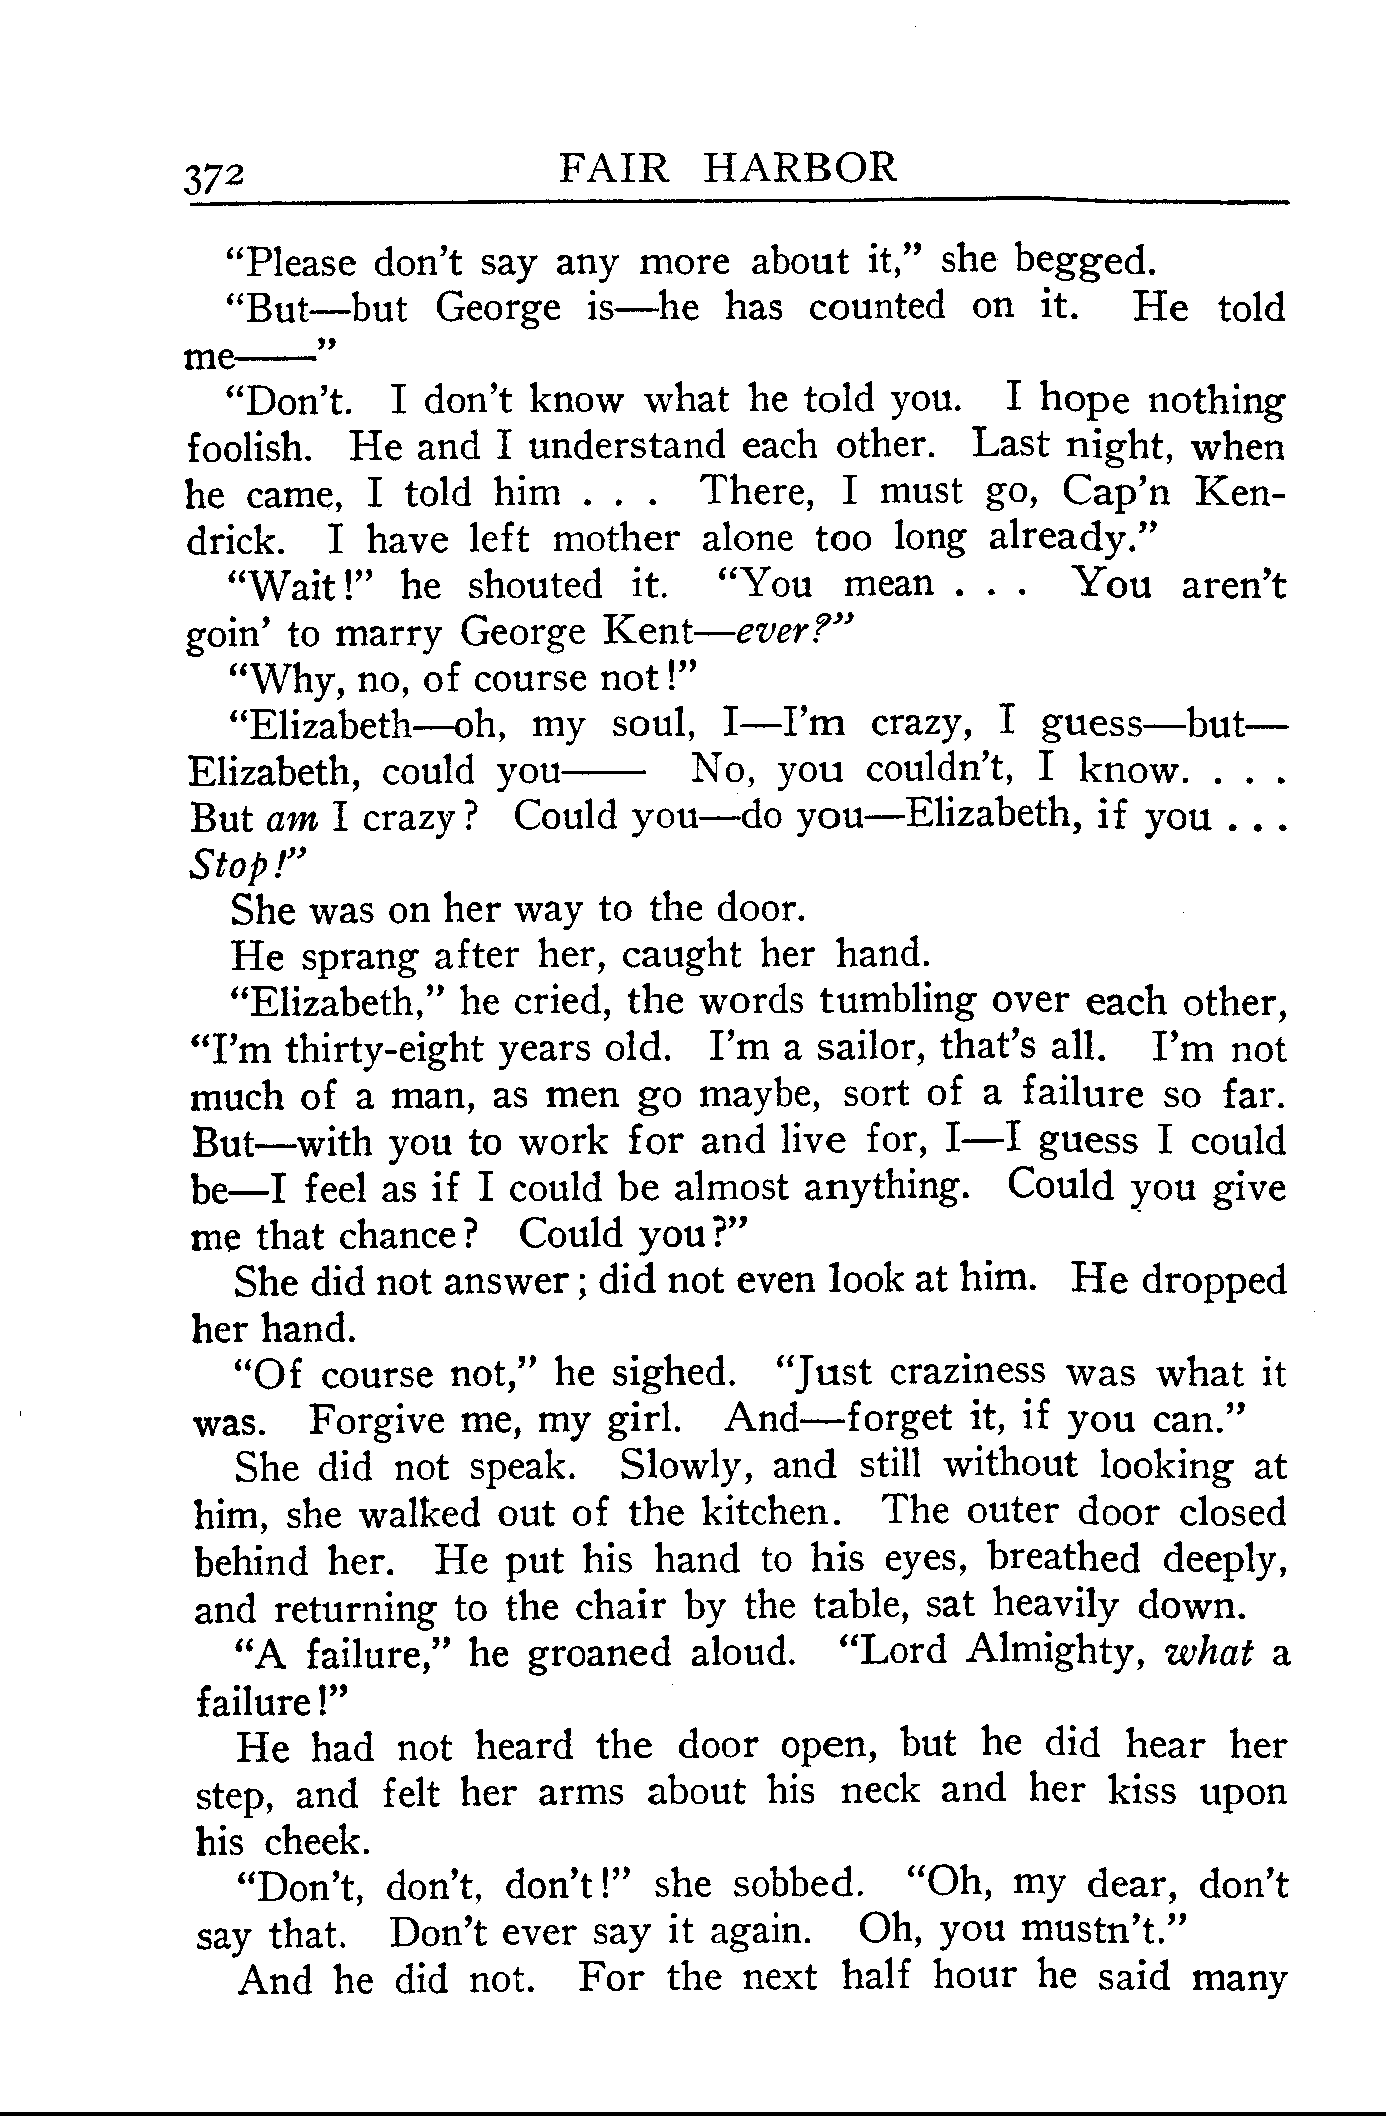 372 FAIR HARBOR
“Please don’t say any more about it,” she begged.
“But—but George is—he has counted on it. He told
me——”
“Don’t. I don’t know what he told you. I hope nothing
foolish. He and I understand each other. Last night, when
he came, I told him . . . There, I must go, Cap’n Ken-
drick. I have left mother alone too long already.”
“Wait!” he shouted it. “You mean . . . You aren’t
goin’ to marry George Kent—ever?”
“Why, no, of course not!”
“Elizabeth—oh, my soul, I—I’m crazy, I guess—but—
Elizabeth, could you—— No, you couldn’t, I know. . . .
But am I crazy? Could you—do you—Elizabeth, if you . . .
Stop!”
She was on her way to the door.
He sprang after her, caught her hand.
“Elizabeth,” he cried, the words tumbling over each other,
“I’m thirty-eight years old. I’m a sailor, that’s all. I’m not
much of a man, as men go maybe, sort of a failure so far.
But—with you to work for and live for, I—I guess I could
be—I feel as if I could be almost anything. Could you give
me that chance? Could you?”
She did not answer; did not even look at him. He dropped
her hand.
“Of course not,” he sighed. “Just craziness was what it
was. Forgive me, my girl. And—forget it, if you can.”
She did not speak. Slowly, and still without looking at
him, she walked out of the kitchen. The outer door closed
behind her. He put his hand to his eyes, breathed deeply,
and returning to the chair by the table, sat heavily down.
“A failure,” he groaned aloud. “Lord Almighty, what a
failure!”
He had not heard the door open, but he did hear her
step, and felt her arms about his neck and her kiss upon
his cheek.
“Don’t, don’t, don’t!” she sobbed. “Oh, my dear, don’t
say that. Don’t ever say it again. Oh, you mustn’t.”
And he did not. For the next half hour he said many